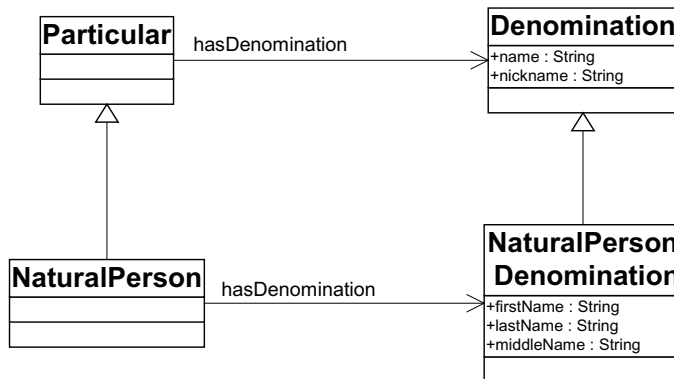 Particular
hasDenomination
Denomination
+name : String
+nickname : String
NaturalPerson
hasDenomination
NaturalPerson
Denomination
+firstName : String
+lastName : String
+middleName : String